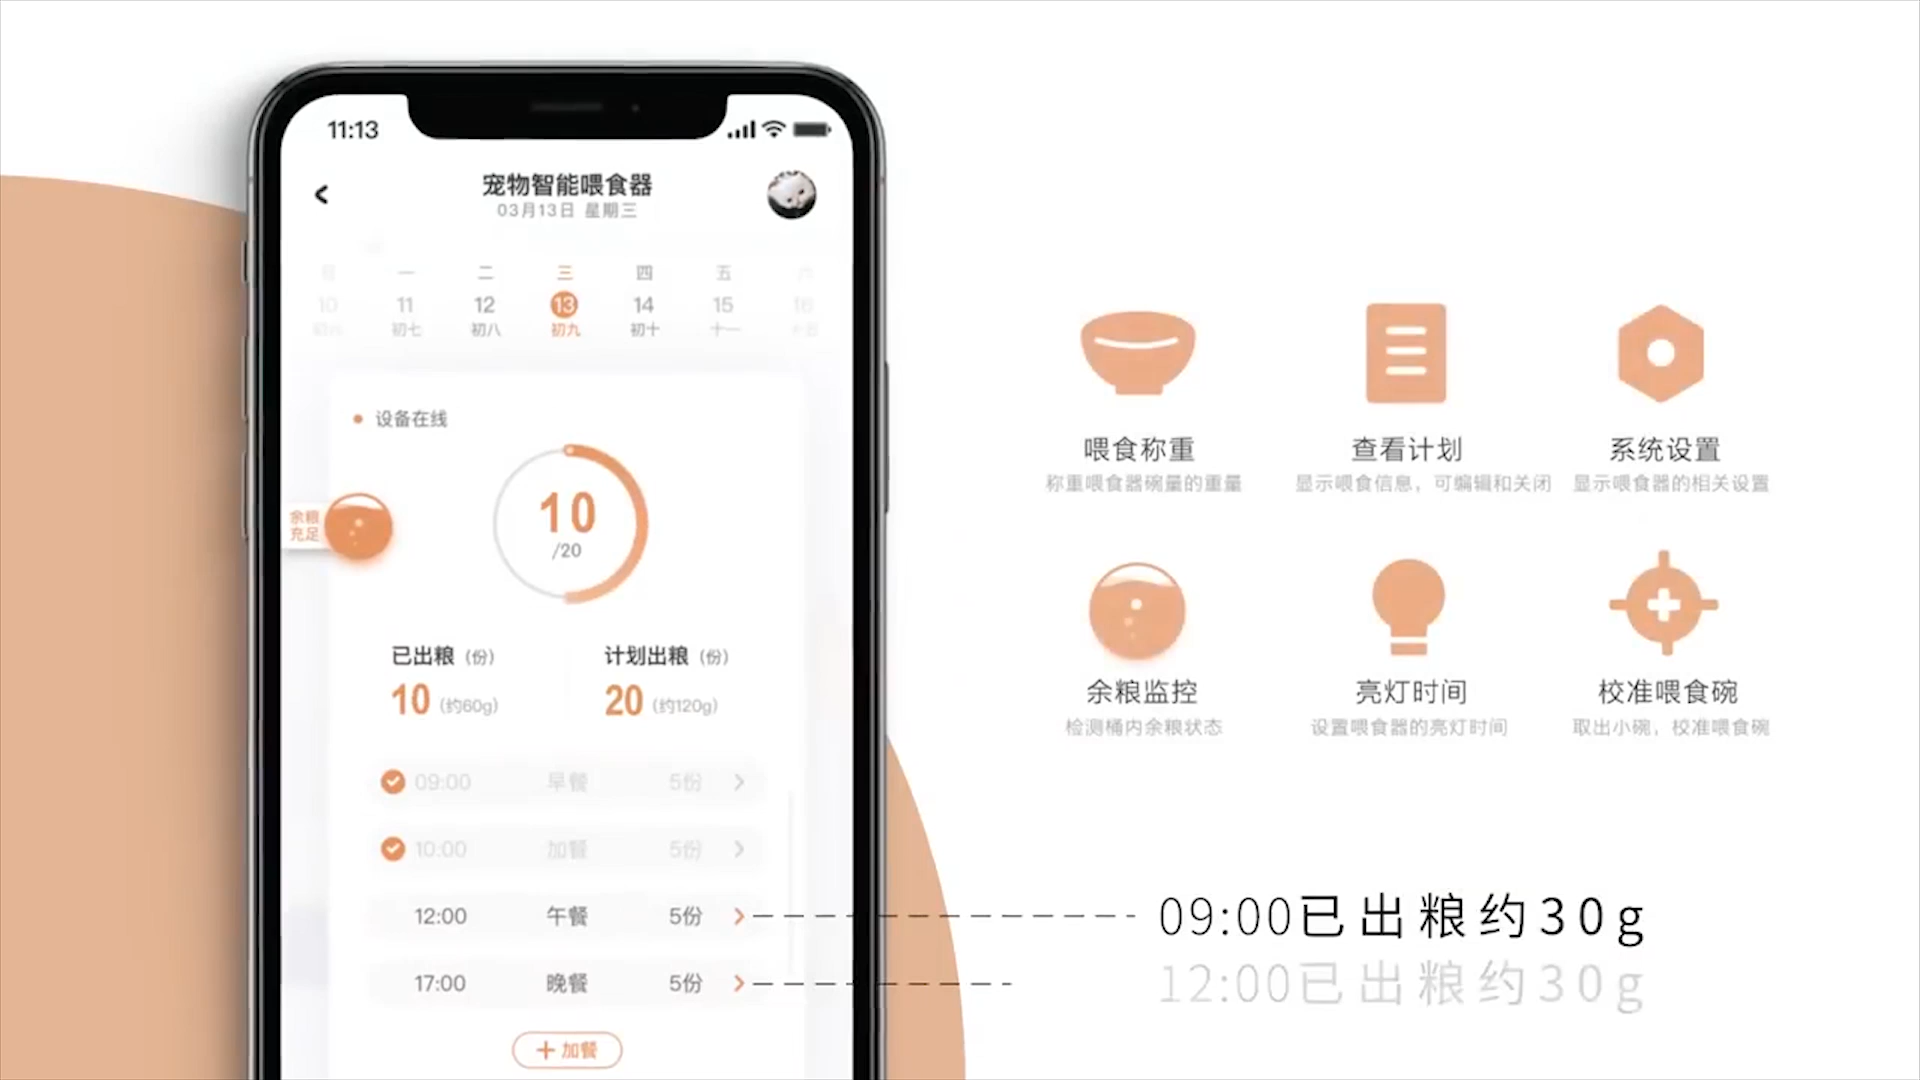 11:13
宠物智能喂食器
03月13日 星期三
日 一 二 三 四 五 六
10 11 12 13 14 15 16
初七 初八 初九 初十 十一
设备在线
余粮
充足
10
/20
已出粮 (份) 计划出粮 (份)
10 (约60g) 20 (约120g)
09:00 早餐 5份
10:00 加餐 5份
12:00 午餐 5份
17:00 晚餐 5份
加餐
喂食称重 查看计划 系统设置
称重喂食器碗量的重量 显示喂食信息，可编辑和关闭 显示喂食器的相关设置
余粮监控 亮灯时间 校准喂食碗
检测桶内余粮状态 设置喂食器的亮灯时间 取出小碗，校准喂食碗
09:00已出粮约30g
12:00已出粮约30g